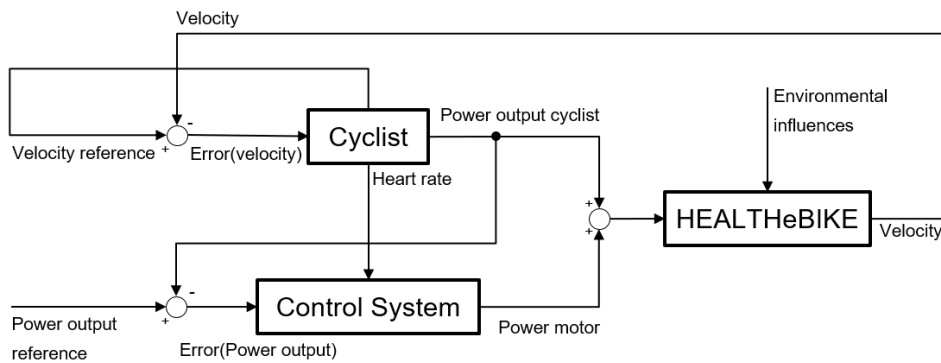 Velocity
-
+
Velocity reference
Error(velocity)
Cyclist
Power output cyclist
Heart rate
Environmental
influences
+
+
HEALTHeBIKE
Velocity
-
+
Power output
reference
Error(Power output)
Control System
Power motor